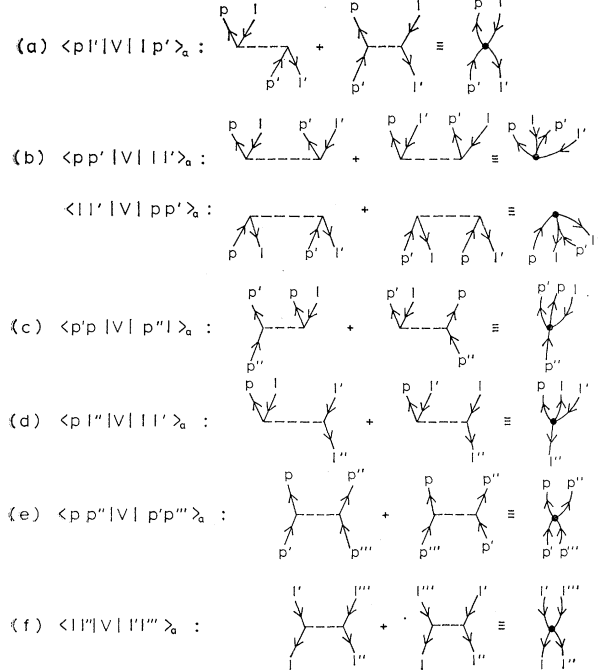 p l
(a) <pl'|V|lp'>a : + ≡
p' l'
p l
p' l'
p l
p' l'
p l p' l' p l' p' l p l p' l'
(b) <pp'|V|ll'>a : + ≡
<ll'|V|pp'>a : + ≡
p l p' l' p l p' l' p l p' l
p' p l p l p p' p l
(c) <p'p|V|p''l>a : + ≡
p'' p'' p''
p l l' p l' l p l l'
(d) <pl''|V|ll'>a : + ≡
l'' l'' l''
p p'' p p'' p p''
(e) <pp''|V|p'p'''>a : + ≡
p' p''' p''' p' p' p'''
l' l''' l''' l' l' l'''
(f) <ll''|V|l'l'''>a : + ≡
l l'' l l'' l l''